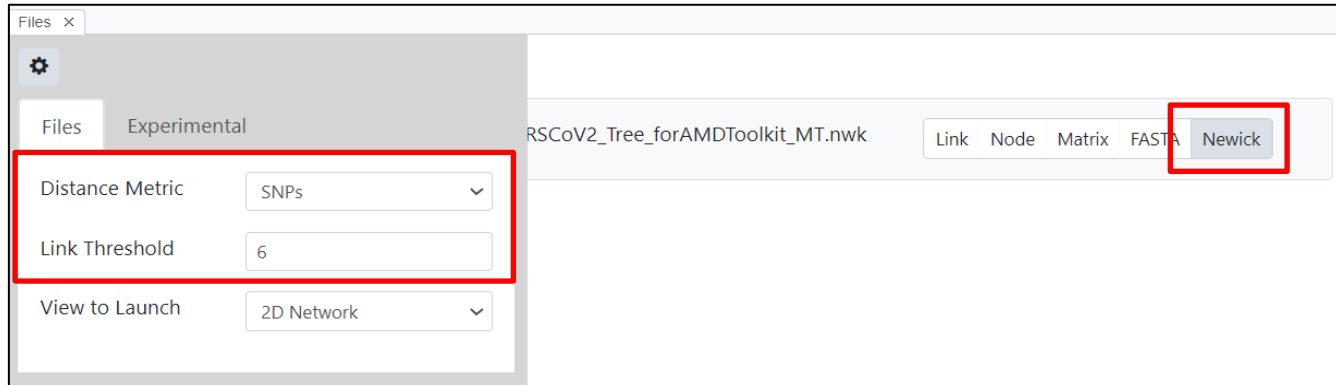 Files ×
Files Experimental
RSCoV2_Tree_forAMDToolkit_MT.nwk Link Node Matrix FASTA Newick
Distance Metric SNPs
Link Threshold 6
View to Launch 2D Network